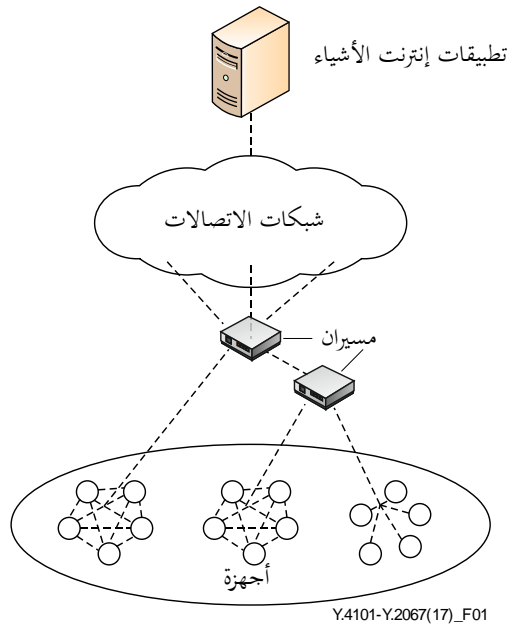 تطبيقات إنترنت الأشياء
شبكات الاتصالات
مسيران
أجهزة
Y.4101-Y.2067(17)_F01